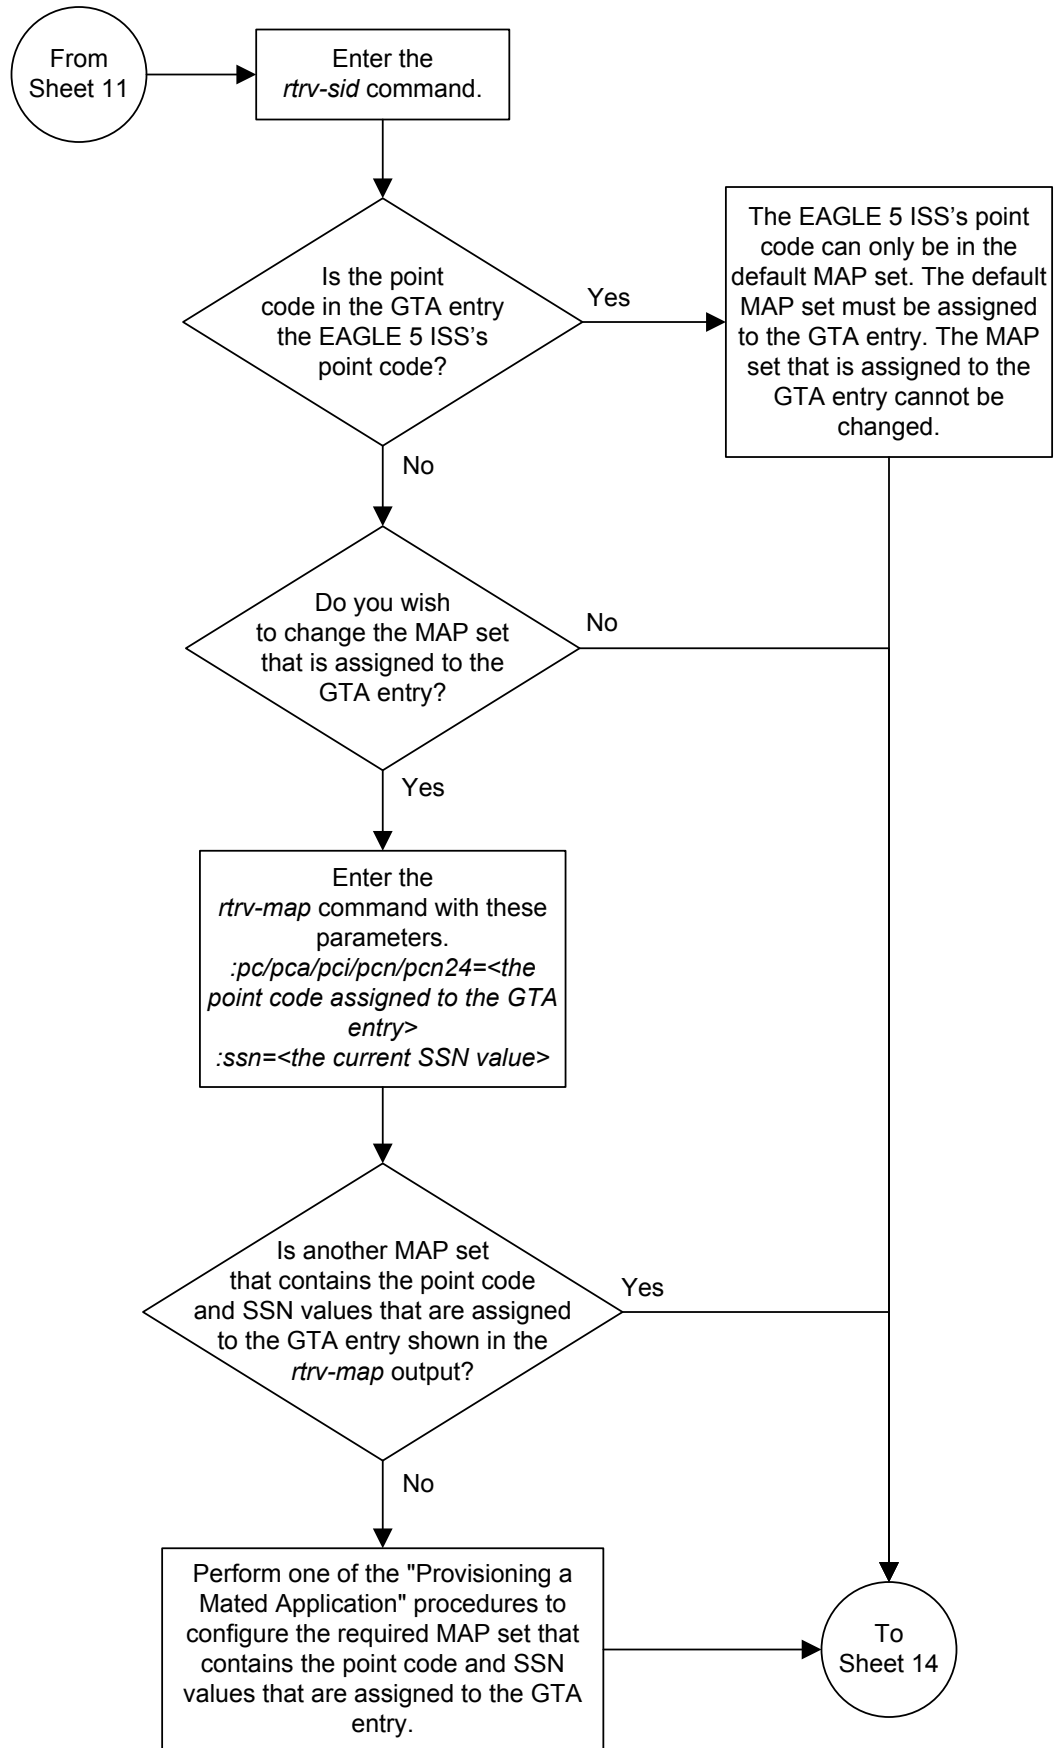 From
Sheet 11
Enter the
rtrv-sid command.
Is the point
code in the GTA entry
the EAGLE 5 ISS’s
point code?
Yes
The EAGLE 5 ISS’s point
code can only be in the
default MAP set. The default
MAP set must be assigned
to the GTA entry. The MAP
set that is assigned to the
GTA entry cannot be
changed.
No
Do you wish
to change the MAP set
that is assigned to the
GTA entry?
No
Yes
Enter the
rtrv-map command with these
parameters.
:pc/pca/pci/pcn/pcn24=<the
point code assigned to the GTA
entry>
:ssn=<the current SSN value>
Is another MAP set
that contains the point code
and SSN values that are assigned
to the GTA entry shown in the
rtrv-map output?
Yes
No
Perform one of the "Provisioning a
Mated Application" procedures to
configure the required MAP set that
contains the point code and SSN
values that are assigned to the GTA
entry.
To
Sheet 14